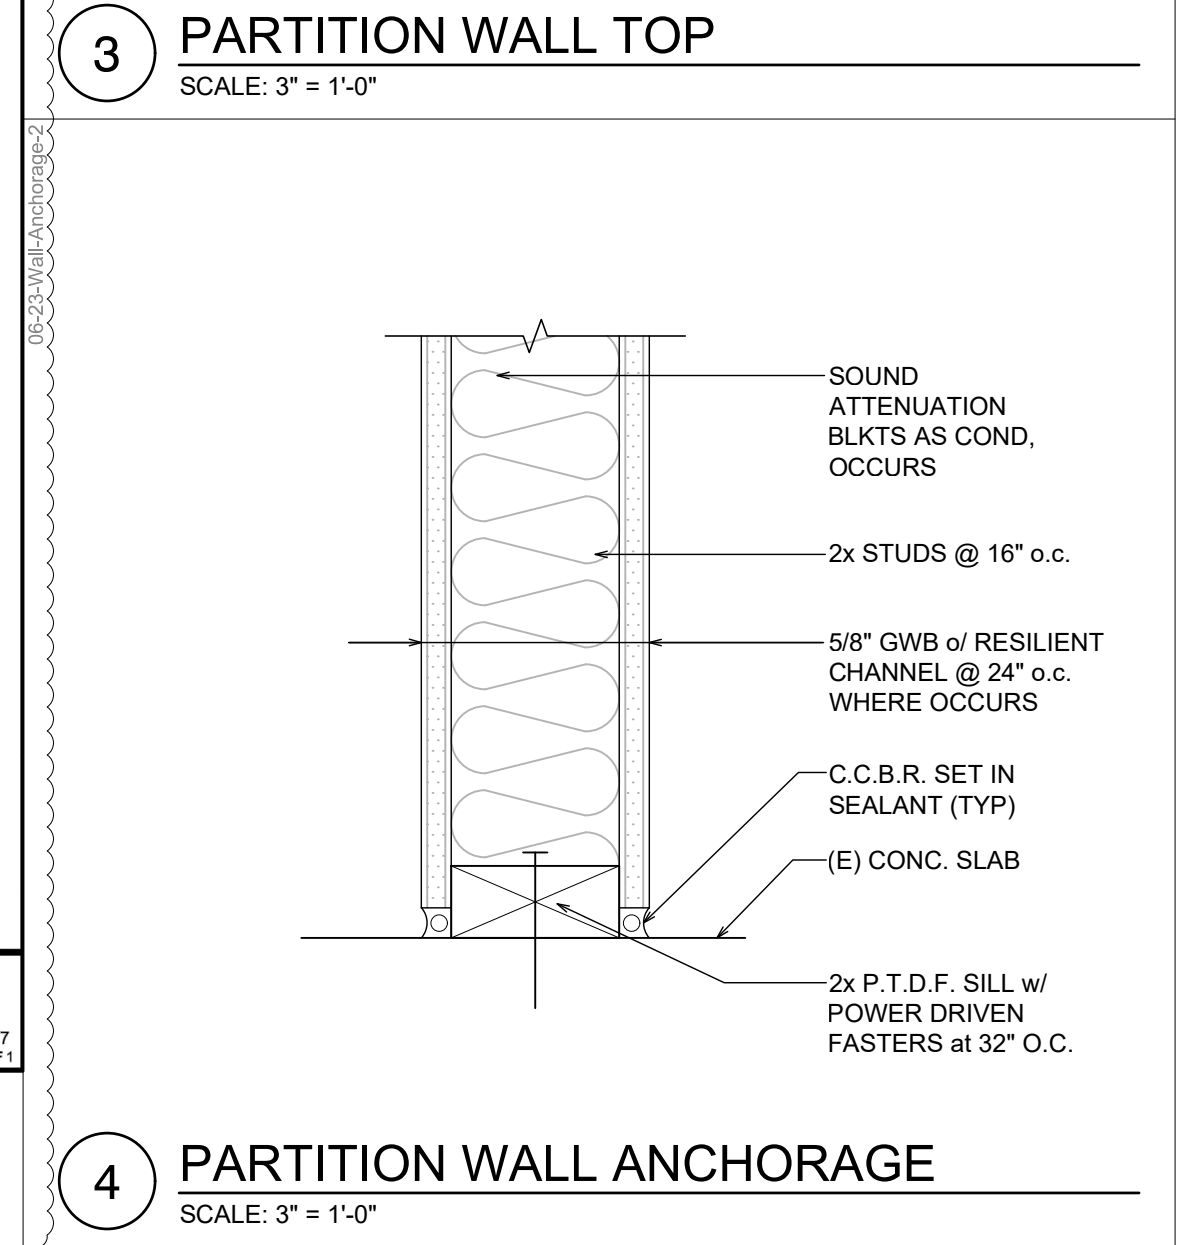 3
PARTITION WALL TOP
SCALE: 3" = 1'-0"
06-23-Wall-Anchorage-2
SOUND
ATTENUATION
BLKTS AS COND,
OCCURS
2x STUDS @ 16" o.c.
5/8" GWB o/ RESILIENT
CHANNEL @ 24" o.c.
WHERE OCCURS
C.C.B.R. SET IN
SEALANT (TYP)
(E) CONC. SLAB
2x P.T.D.F. SILL w/
POWER DRIVEN
FASTERS at 32" O.C.
7
F1
4
PARTITION WALL ANCHORAGE
SCALE: 3" = 1'-0"